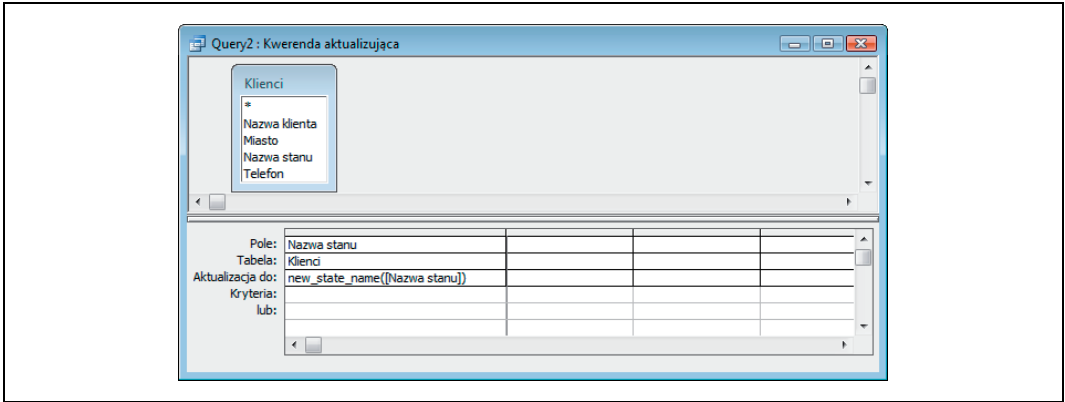 Query2 : Kwerenda aktualizująca
Klienci
*
Nazwa klienta
Miasto
Nazwa stanu
Telefon
Pole: Nazwa stanu
Tabela: Klienci
Aktualizacja do: new_state_name([Nazwa stanu])
Kryteria:
lub: